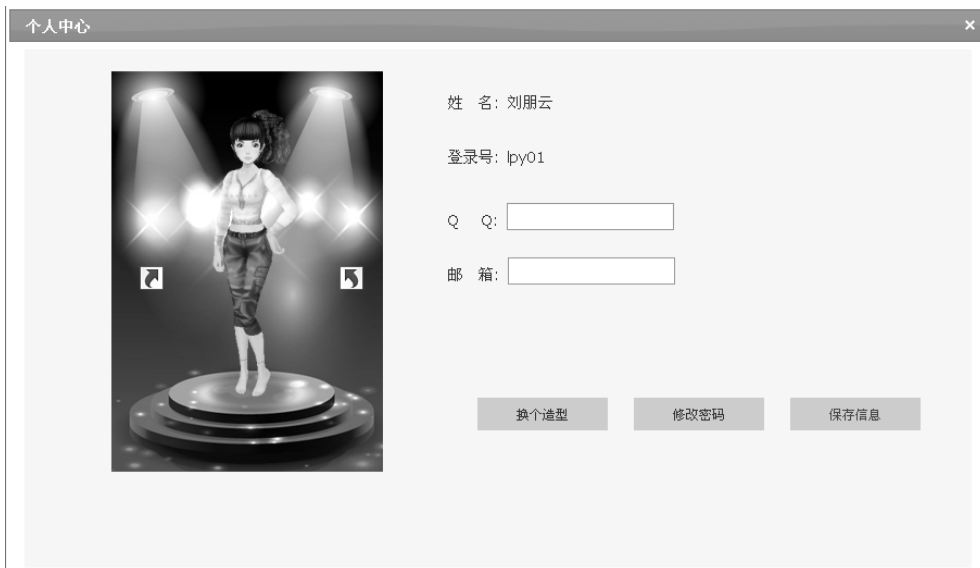 个人中心 ×
姓 名: 刘朋云
登录号: lpy01
Q Q:
邮 箱:
换个造型 修改密码 保存信息